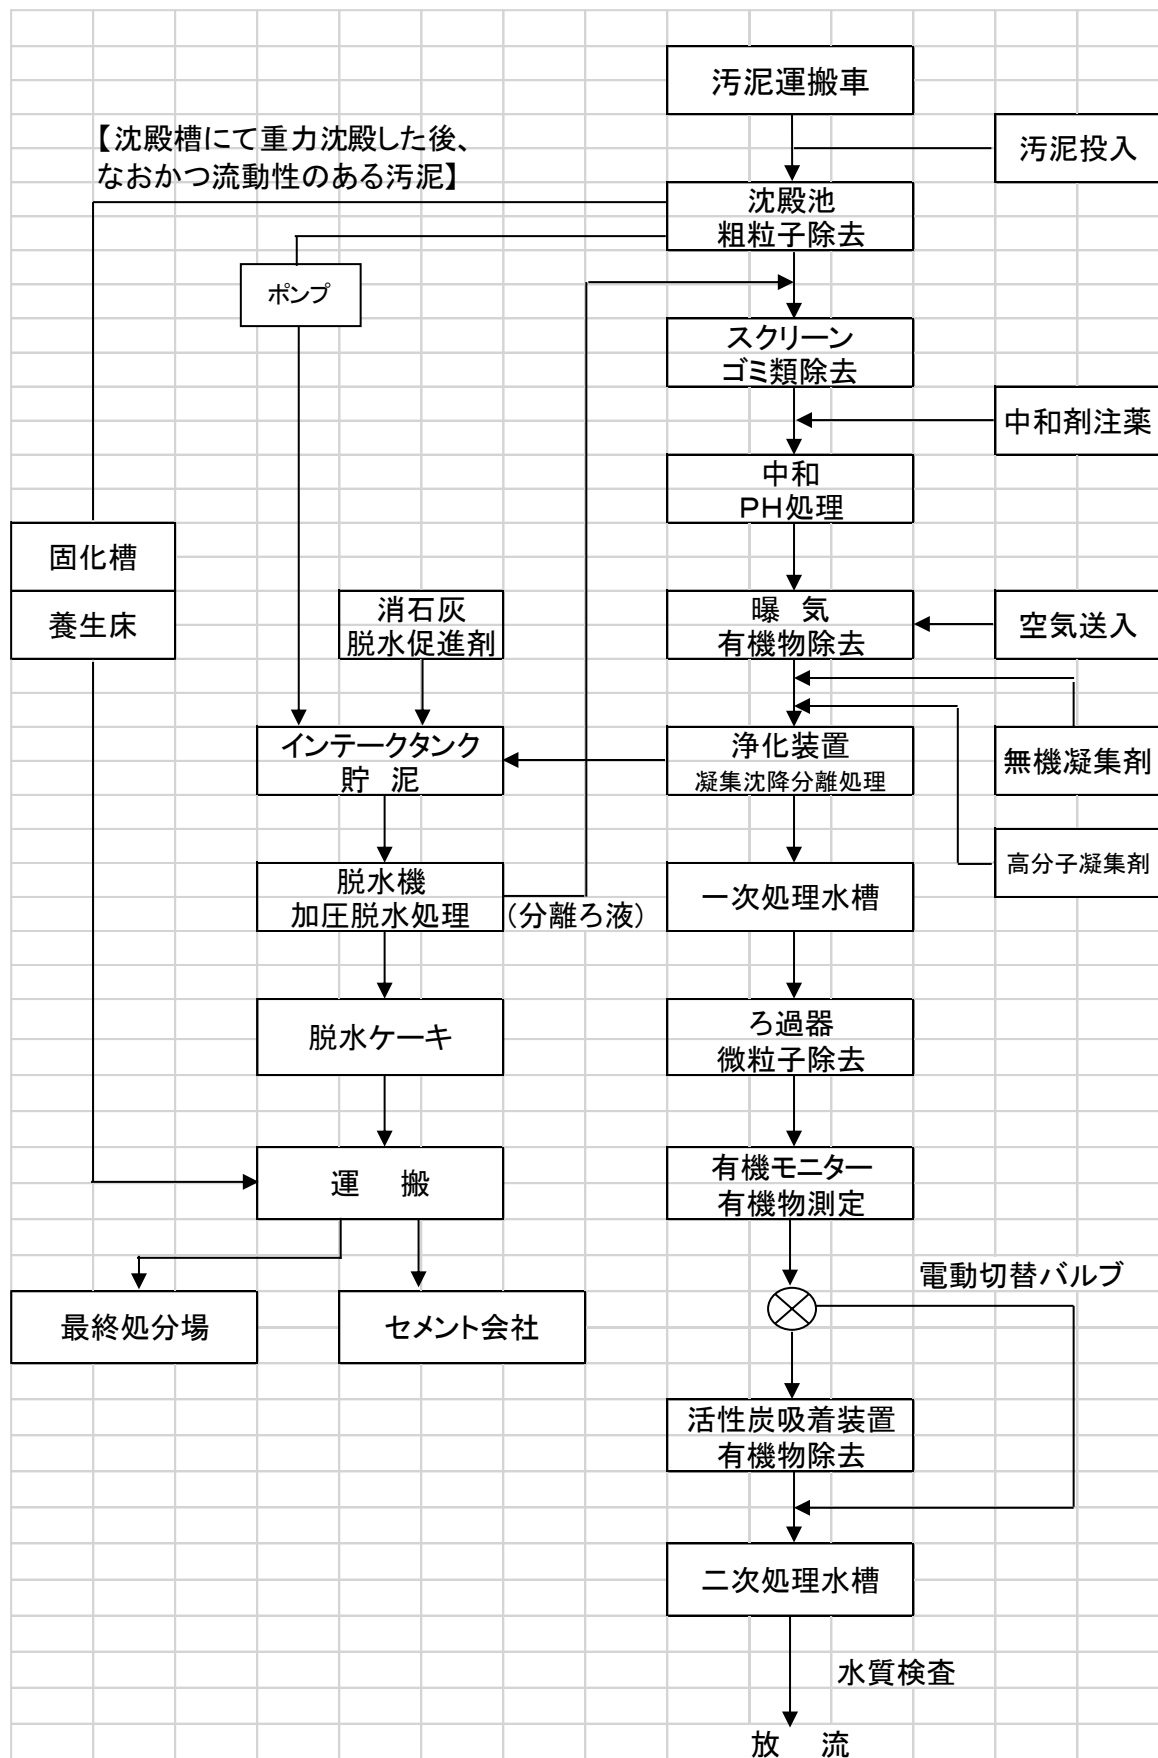 汚泥運搬車
【沈殿槽にて重力沈殿した後、
なおかつ流動性のある汚泥】
汚泥投入
沈殿池
粗粒子除去
ポンプ
スクリーン
ゴミ類除去
中和剤注薬
中和
PH処理
固化槽
養生床
消石灰
脱水促進剤
曝 気
有機物除去
空気送入
インテークタンク
貯 泥
浄化装置
凝集沈降分離処理
無機凝集剤
高分子凝集剤
脱水機
加圧脱水処理
(分離ろ液)
一次処理水槽
脱水ケーキ
ろ過器
微粒子除去
運 搬
有機モニター
有機物測定
電動切替バルブ
最終処分場
セメント会社
活性炭吸着装置
有機物除去
二次処理水槽
水質検査
放 流